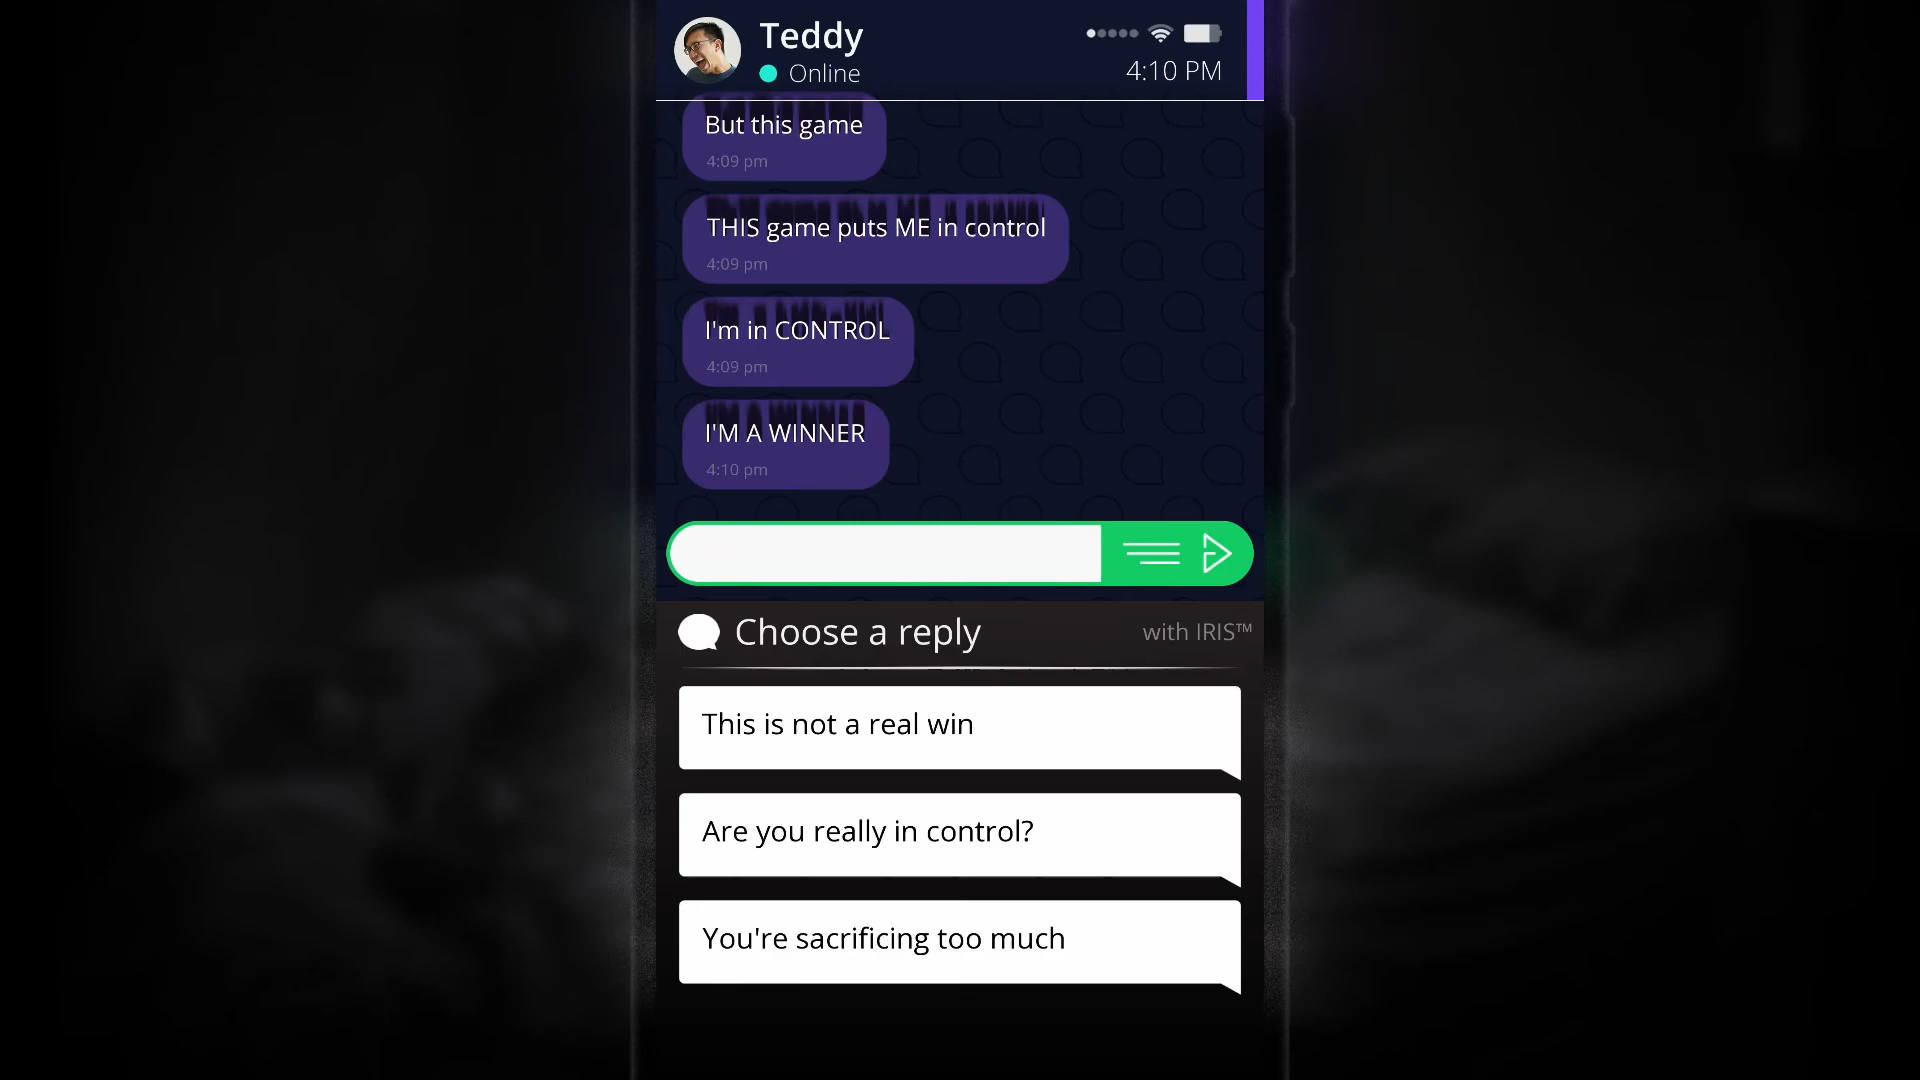 Teddy
Online
4:10 PM
But this game
4:09 pm
THIS game puts ME in control
4:09 pm
I'm in CONTROL
4:09 pm
I'M A WINNER
4:10 pm
Choose a reply
with IRIS™
This is not a real win
Are you really in control?
You're sacrificing too much